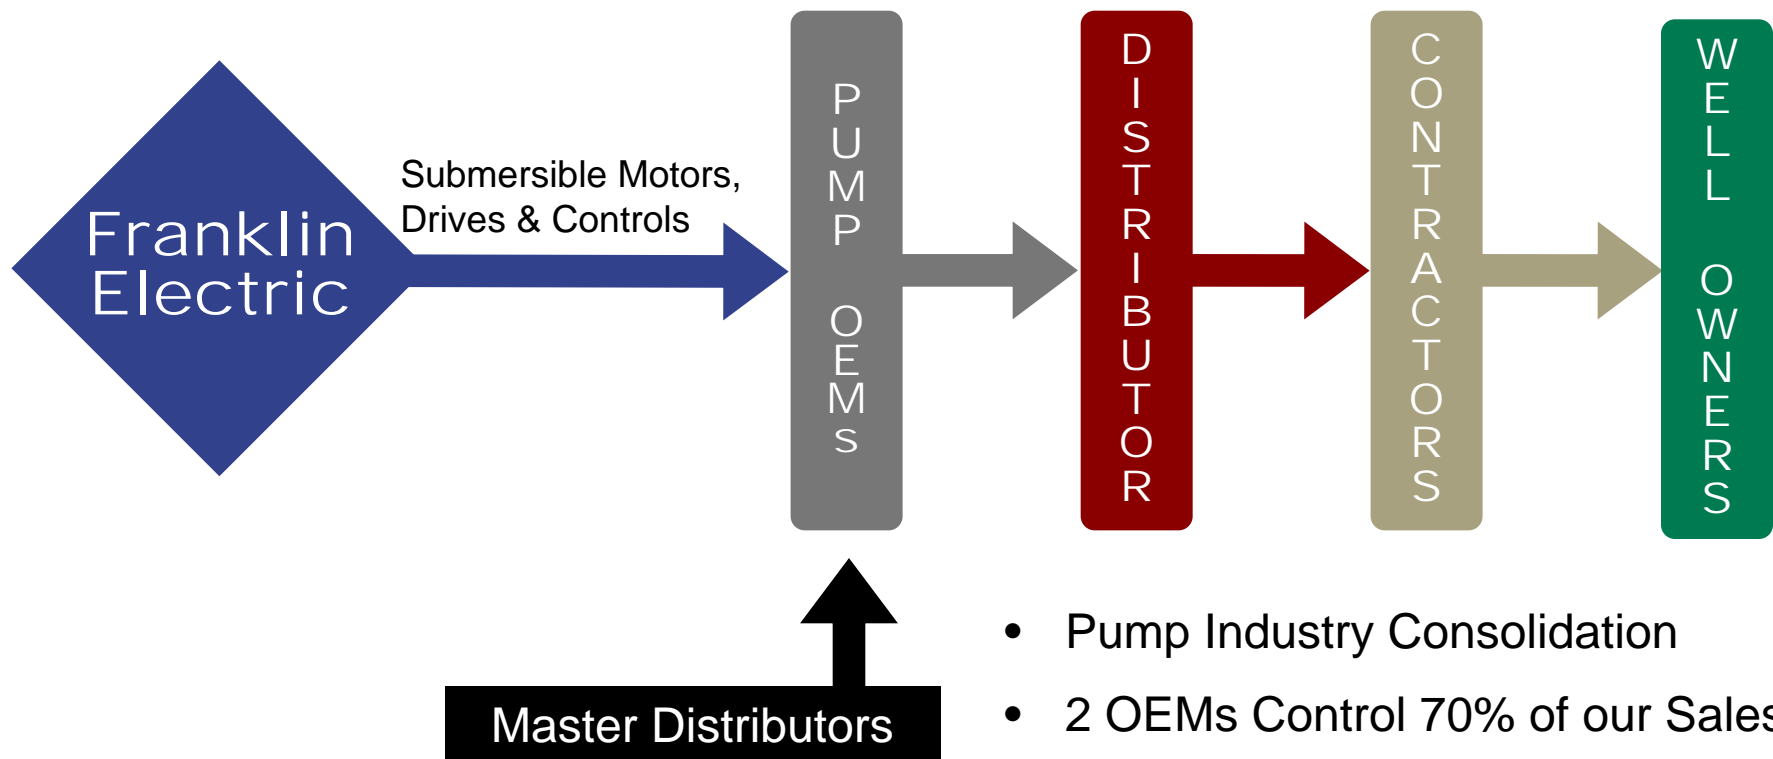 Franklin
Electric
Submersible Motors,
Drives & Controls
PUMP OEMs
DISTRIBUTOR
CONTRACTORS
WELL OWNERS
Master Distributors
• Pump Industry Consolidation
• 2 OEMs Control 70% of our Sales